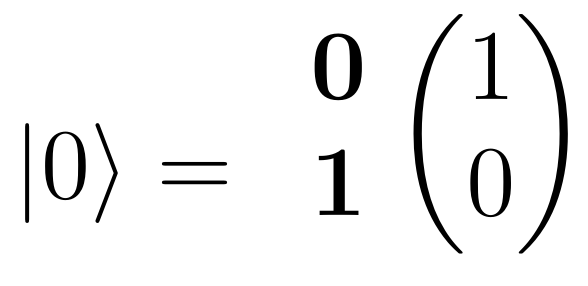 |0⟩ = 0 (1
1 0)